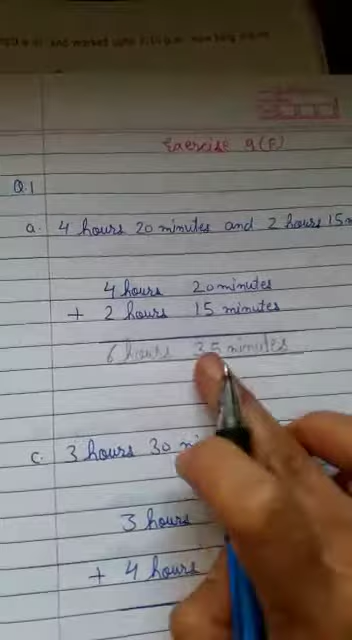 Exercise 9(E)
Q.1
a. 4 hours 20 minutes and 2 hours 15
4 hours 20 minutes
+ 2 hours 15 minutes
6 hours 35 minutes
c. 3 hours 30
3 hours
+ 4 hours